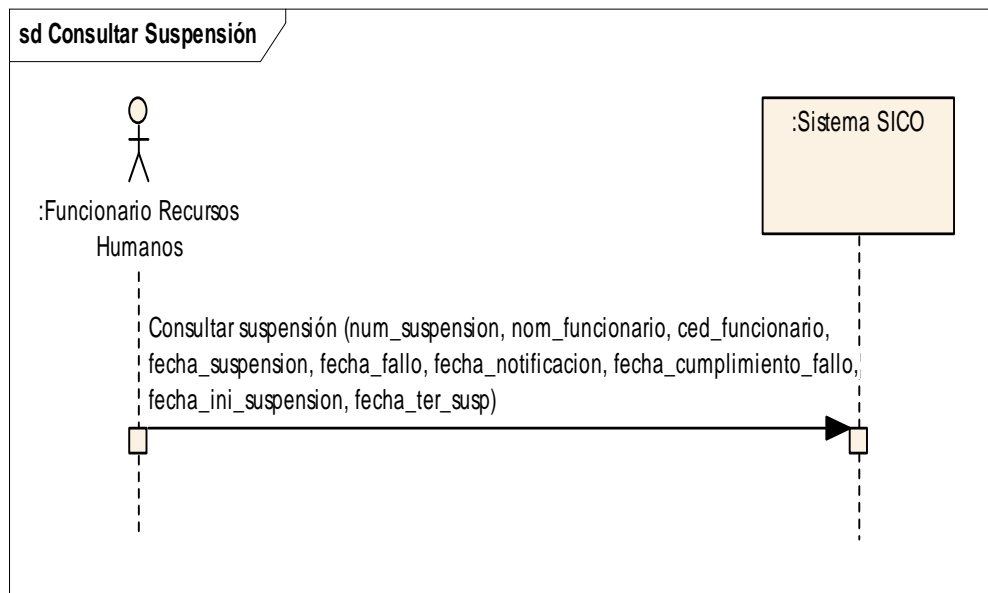 sd Consultar Suspensión
:Sistema SICO
:Funcionario Recursos
Humanos
Consultar suspensión (num_suspension, nom_funcionario, ced_funcionario,
fecha_suspension, fecha_fallo, fecha_notificacion, fecha_cumplimiento_fallo,
fecha_ini_suspension, fecha_ter_susp)